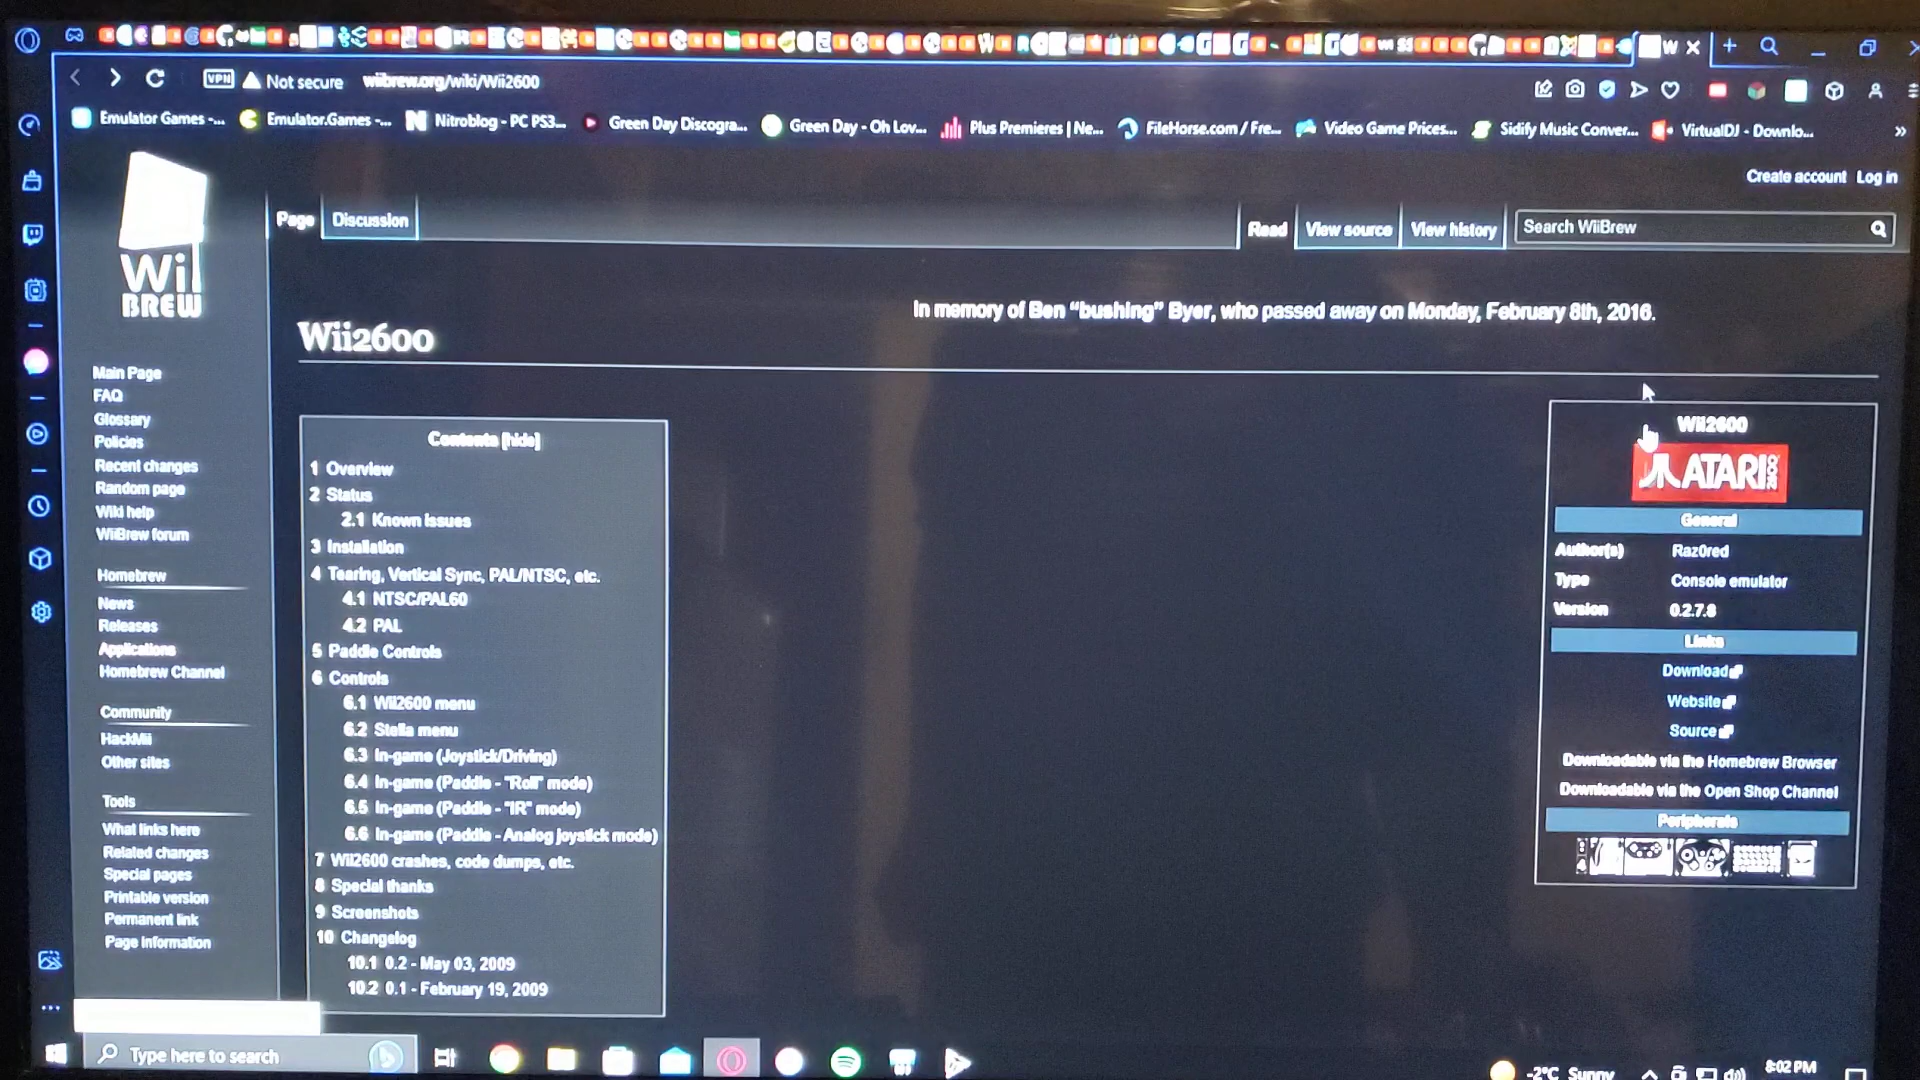 VPN Not secure wiibrew.org/wiki/Wii2600
Emulator Games -... Emulator.Games -... Nitroblog - PC PS3... Green Day Discogra... Green Day - Oh Lov... Plus Premieres | Ne... FileHorse.com / Fre... Video Game Prices... Sidify Music Conver... VirtualDJ - Downlo... »
Create account Log in
Page Discussion Read View source View history Search WiiBrew
Wii
BREW
In memory of Ben “bushing” Byer, who passed away on Monday, February 8th, 2016.
Wii2600
Main Page
FAQ
Glossary
Policies
Recent changes
Random page
Wiki help
WiiBrew forum
Homebrew
News
Releases
Applications
Homebrew Channel
Community
HackMii
Other sites
Tools
What links here
Related changes
Special pages
Printable version
Permanent link
Page information
Contents [hide]
1 Overview
2 Status
2.1 Known issues
3 Installation
4 Tearing, Vertical Sync, PAL/NTSC, etc.
4.1 NTSC/PAL60
4.2 PAL
5 Paddle Controls
6 Controls
6.1 Wii2600 menu
6.2 Stella menu
6.3 In-game (Joystick/Driving)
6.4 In-game (Paddle - "Roll" mode)
6.5 In-game (Paddle - "IR" mode)
6.6 In-game (Paddle - Analog joystick mode)
7 Wii2600 crashes, code dumps, etc.
8 Special thanks
9 Screenshots
10 Changelog
10.1 0.2 - May 03, 2009
10.2 0.1 - February 19, 2009
Wii2600
ATARI 2600
General
Author(s) Raz0red
Type Console emulator
Version 0.2.7.8
Links
Download
Website
Source
Downloadable via the Homebrew Browser
Downloadable via the Open Shop Channel
Peripherals
Type here to search
-2°C Sunny
8:02 PM